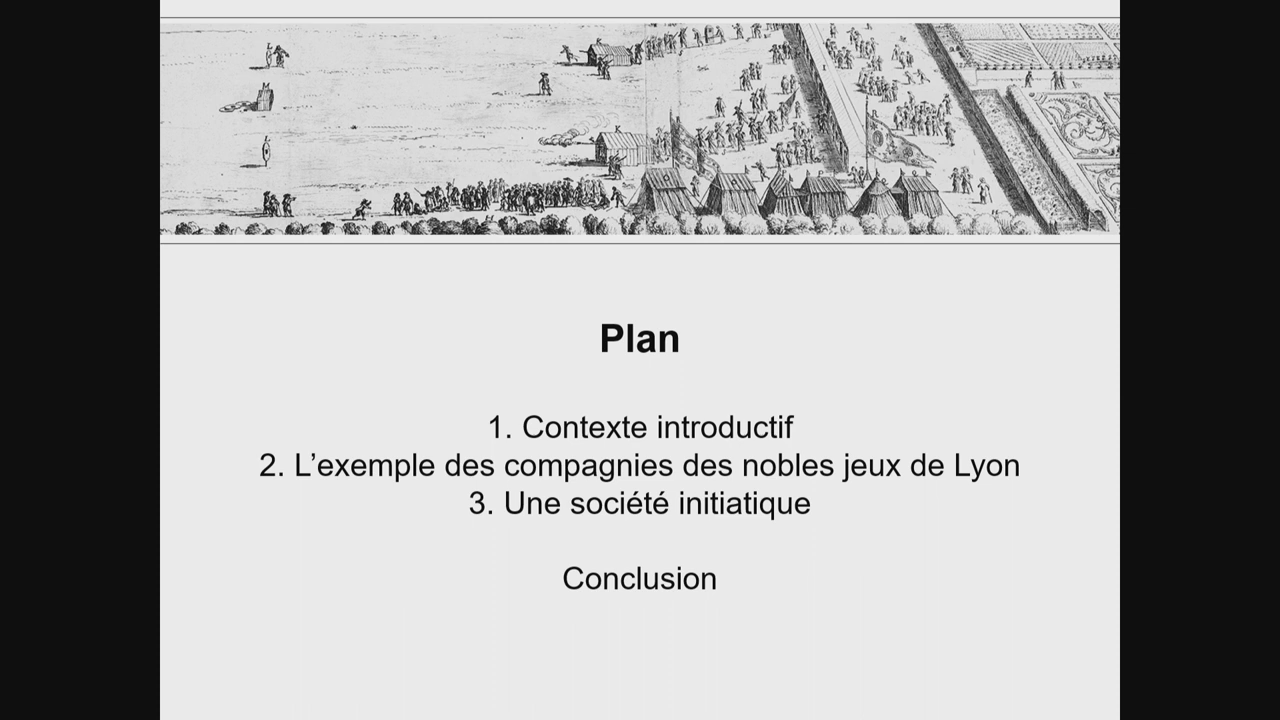 Plan
1. Contexte introductif
2. L’exemple des compagnies des nobles jeux de Lyon
3. Une société initiatique
Conclusion